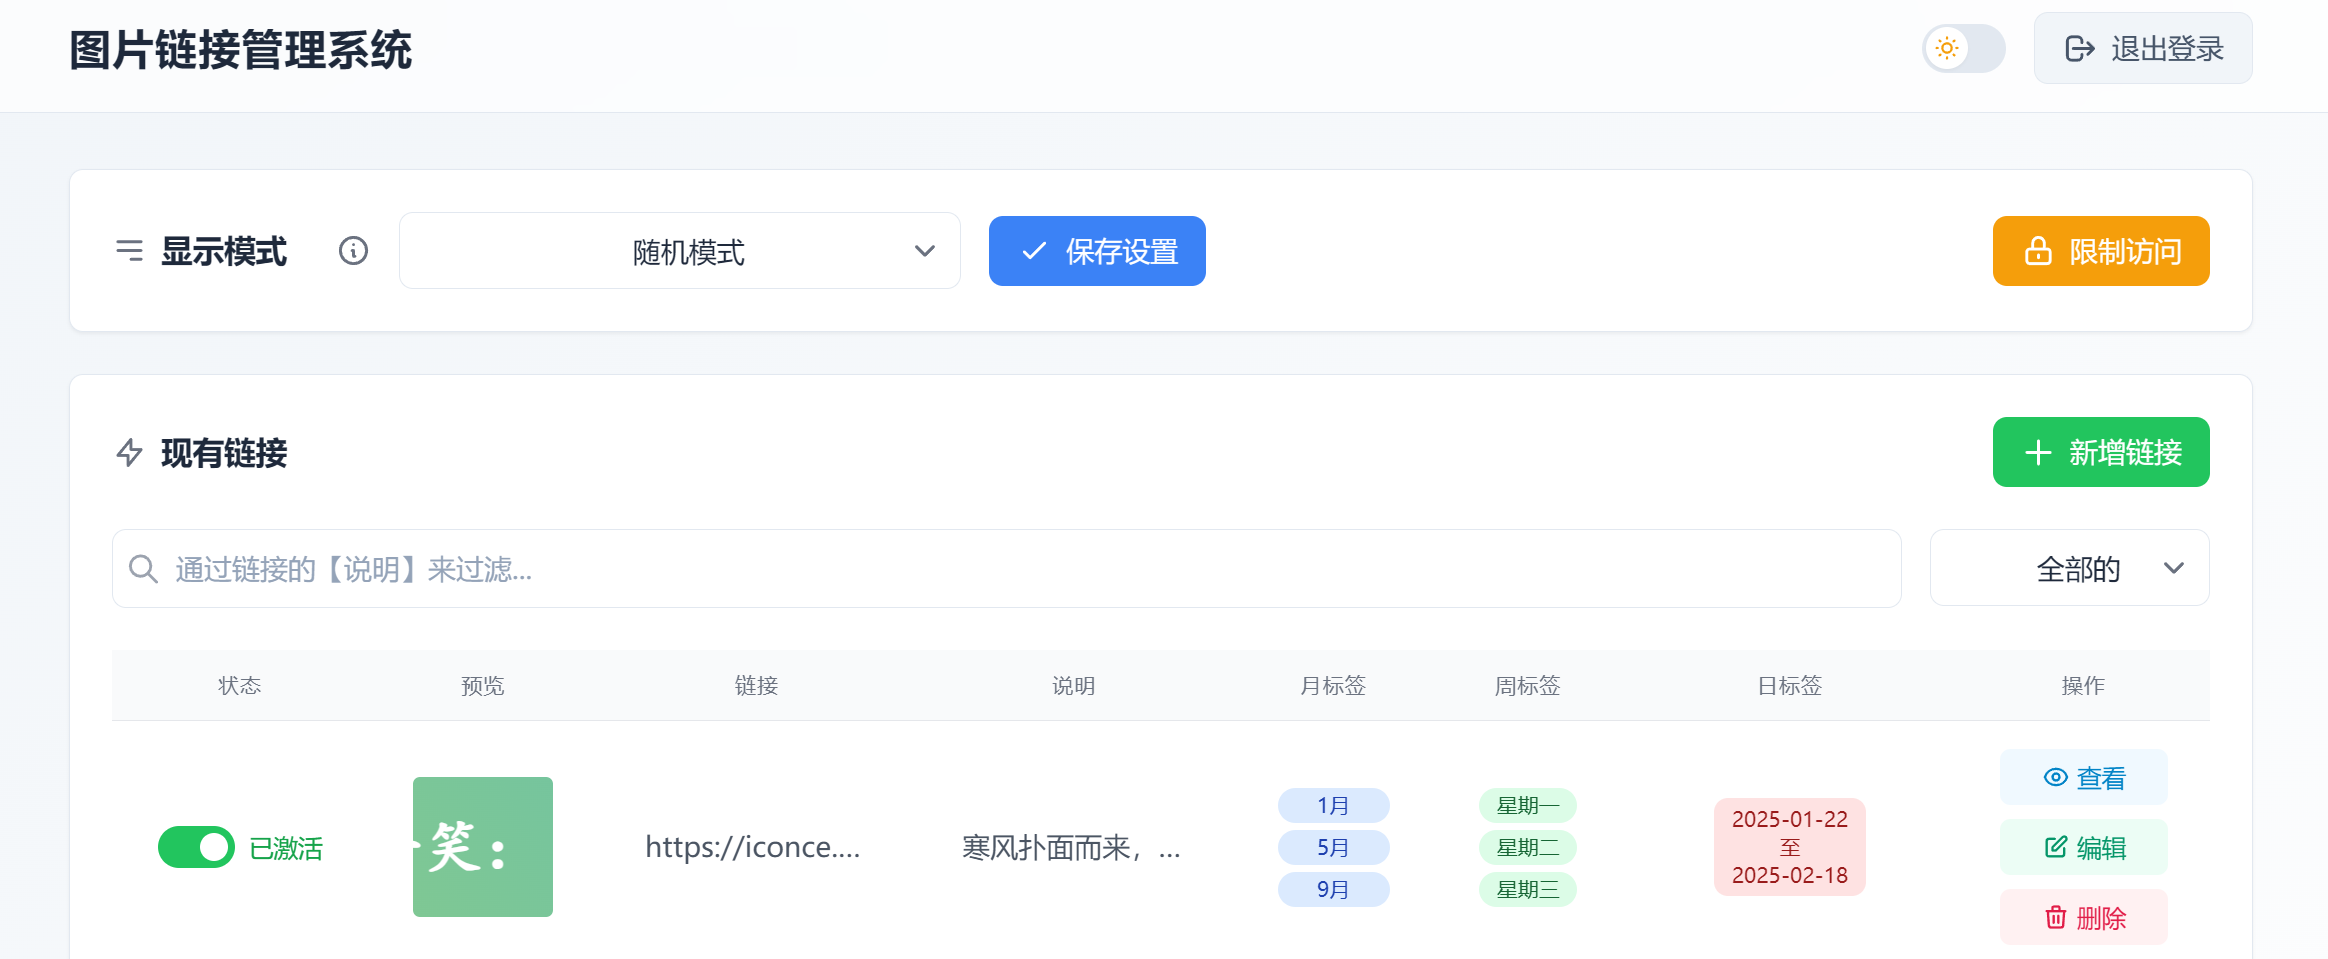 图片链接管理系统
退出登录
显示模式
随机模式
保存设置
限制访问
现有链接
新增链接
通过链接的【说明】来过滤...
全部的
状态 预览 链接 说明 月标签 周标签 日标签 操作
已激活
笑：
https://iconce....
寒风扑面而来，...
1月
5月
9月
星期一
星期二
星期三
2025-01-22
至
2025-02-18
查看
编辑
删除